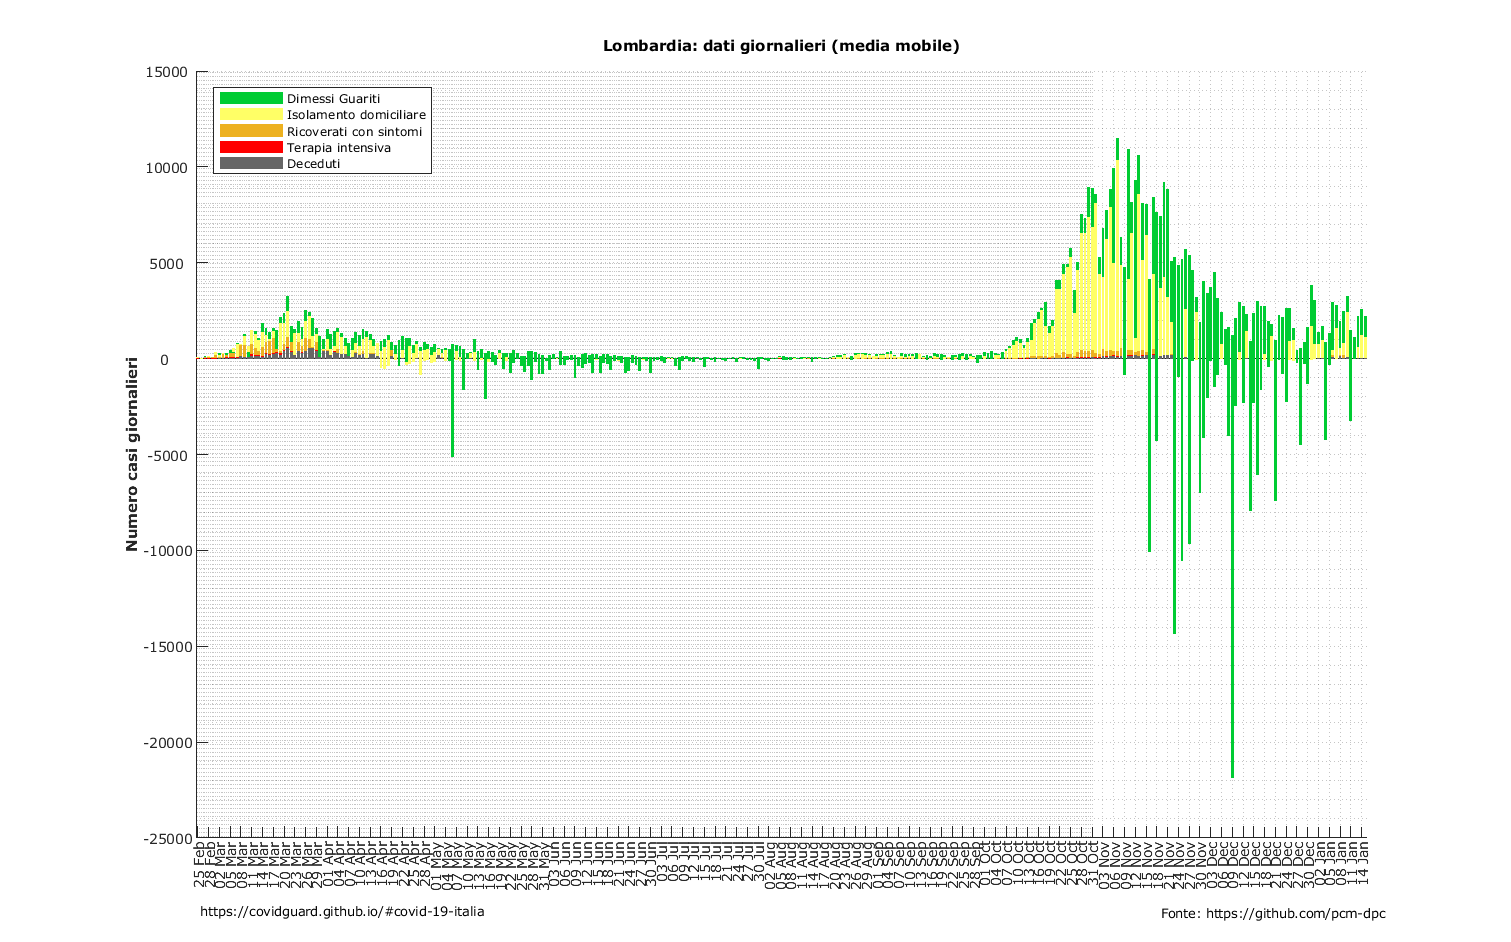 Lombardia: dati giornalieri (media mobile)
15000
10000
5000
0
-5000
-10000
-15000
-20000
-25000
Numero casi giornalieri
Dimessi Guariti
Isolamento domiciliare
Ricoverati con sintomi
Terapia intensiva
Deceduti
25 Feb
28 Feb
02 Mar
05 Mar
08 Mar
11 Mar
14 Mar
17 Mar
20 Mar
23 Mar
26 Mar
29 Mar
01 Apr
04 Apr
07 Apr
10 Apr
13 Apr
16 Apr
19 Apr
22 Apr
25 Apr
28 Apr
01 May
04 May
07 May
10 May
13 May
16 May
19 May
22 May
25 May
28 May
31 May
03 Jun
06 Jun
09 Jun
12 Jun
15 Jun
18 Jun
21 Jun
24 Jun
27 Jun
30 Jun
03 Jul
06 Jul
09 Jul
12 Jul
15 Jul
18 Jul
21 Jul
24 Jul
27 Jul
30 Jul
02 Aug
05 Aug
08 Aug
11 Aug
14 Aug
17 Aug
20 Aug
23 Aug
26 Aug
29 Aug
01 Sep
04 Sep
07 Sep
10 Sep
13 Sep
16 Sep
19 Sep
22 Sep
25 Sep
28 Sep
01 Oct
04 Oct
07 Oct
10 Oct
13 Oct
16 Oct
19 Oct
22 Oct
25 Oct
28 Oct
31 Oct
03 Nov
06 Nov
09 Nov
12 Nov
15 Nov
18 Nov
21 Nov
24 Nov
27 Nov
30 Nov
03 Dec
06 Dec
09 Dec
12 Dec
15 Dec
18 Dec
21 Dec
24 Dec
27 Dec
30 Dec
02 Jan
05 Jan
08 Jan
11 Jan
14 Jan
https://covidguard.github.io/#covid-19-italia
Fonte: https://github.com/pcm-dpc